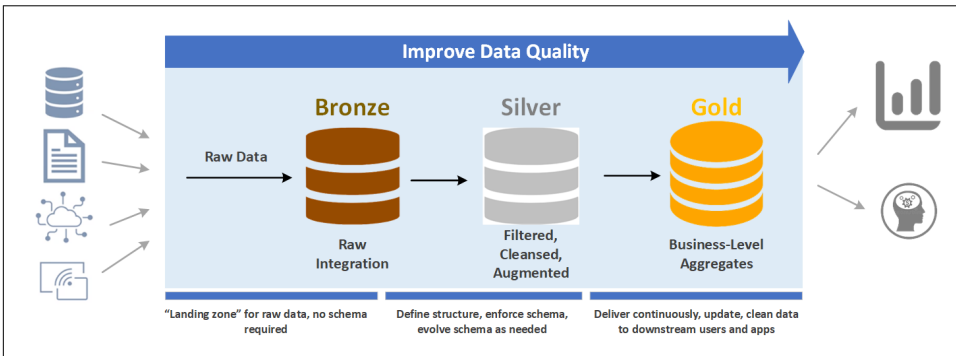 Improve Data Quality
Bronze
Silver
Gold
Raw Data
Raw
Integration
Filtered,
Cleansed,
Augmented
Business-Level
Aggregates
“Landing zone” for raw data, no schema
required
Define structure, enforce schema,
evolve schema as needed
Deliver continuously, update, clean data
to downstream users and apps